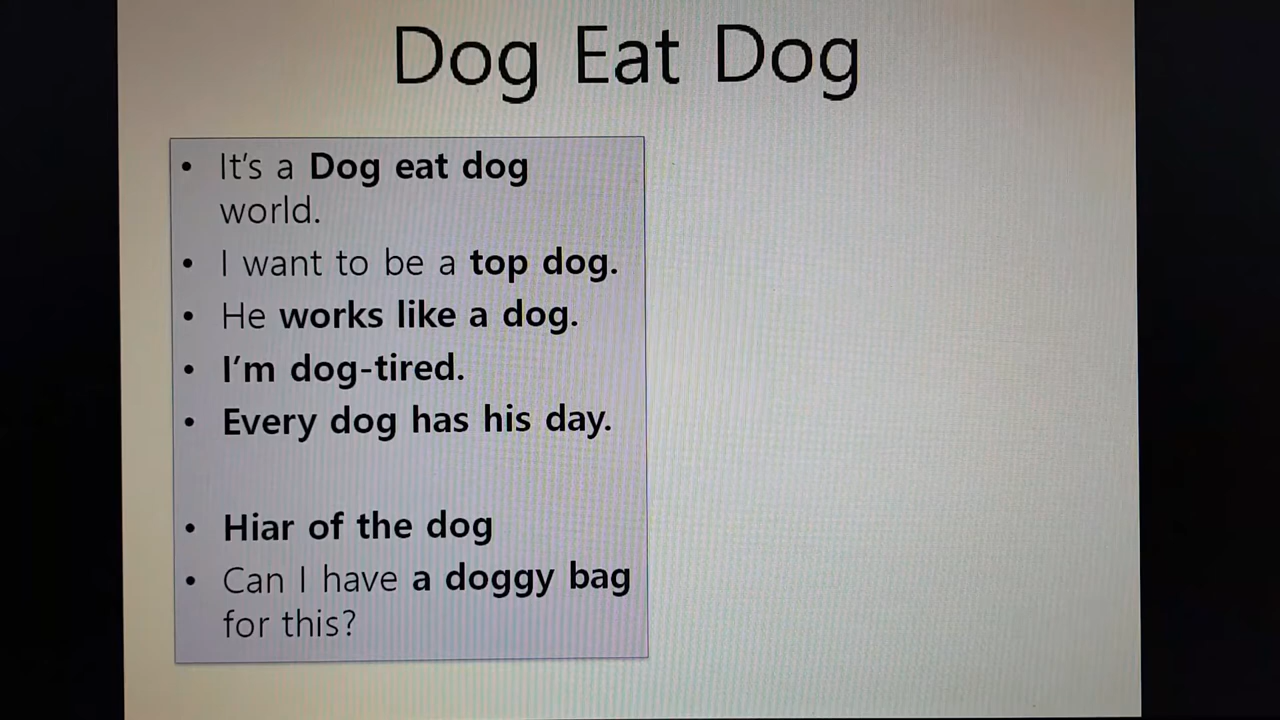 Dog Eat Dog
• It's a Dog eat dog
world.
• I want to be a top dog.
• He works like a dog.
• I'm dog-tired.
• Every dog has his day.
• Hiar of the dog
• Can I have a doggy bag
for this?